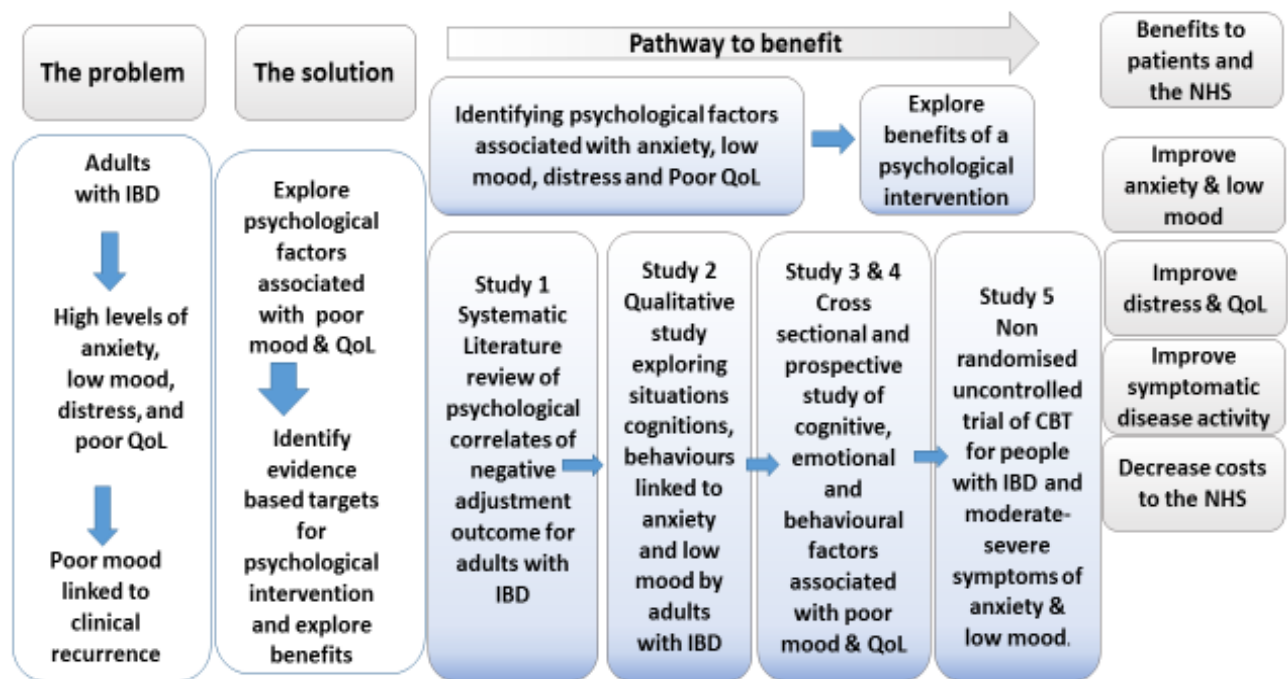 The problem
Adults
with IBD
High levels of
anxiety,
low mood,
distress, and
poor QoL
Poor mood
linked to
clinical
recurrence
The solution
Explore
psychological
factors
associated
with poor
mood & QoL
Identify
evidence
based targets
for
psychological
intervention
and explore
benefits
Pathway to benefit
Identifying psychological factors
associated with anxiety, low
mood, distress and Poor QoL
Explore
benefits of a
psychological
intervention
Study 1
Systematic
Literature
review of
psychological
correlates of
negative
adjustment
outcome for
adults with
IBD
Study 2
Qualitative
study
exploring
situations
cognitions,
behaviours
linked to
anxiety
and low
mood by
adults
with IBD
Study 3 & 4
Cross
sectional and
prospective
study of
cognitive,
emotional
and
behavioural
factors
associated
with poor
mood & QoL
Study 5
Non
randomised
uncontrolled
trial of CBT
for people
with IBD and
moderate-
severe
symptoms of
anxiety &
low mood.
Benefits to
patients and
the NHS
Improve
anxiety & low
mood
Improve
distress & QoL
Improve
symptomatic
disease activity
Decrease costs
to the NHS